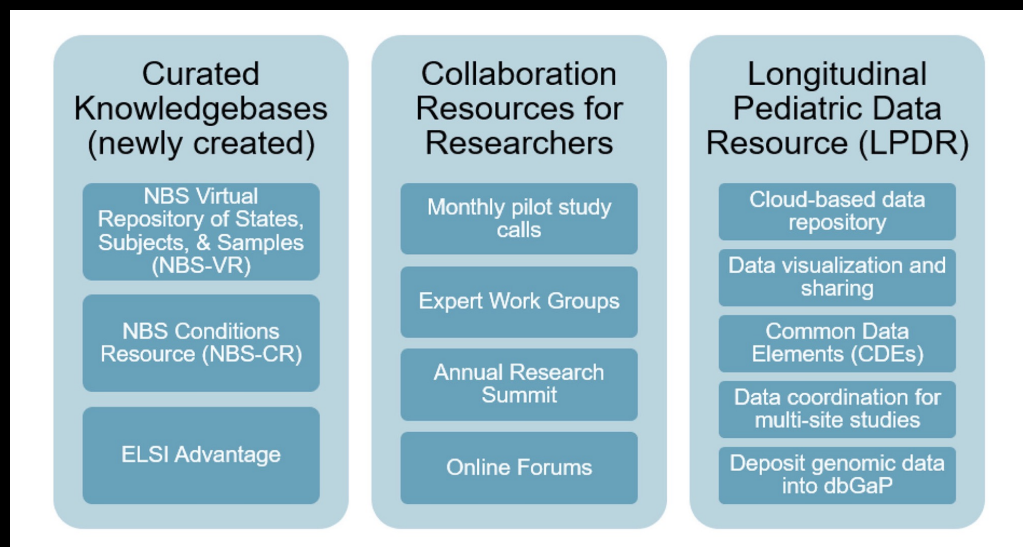 Curated
Knowledgebases
(newly created)
NBS Virtual
Repository of States,
Subjects, & Samples
(NBS-VR)
NBS Conditions
Resource (NBS-CR)
ELSI Advantage
Collaboration
Resources for
Researchers
Monthly pilot study
calls
Expert Work Groups
Annual Research
Summit
Online Forums
Longitudinal
Pediatric Data
Resource (LPDR)
Cloud-based data
repository
Data visualization and
sharing
Common Data
Elements (CDEs)
Data coordination for
multi-site studies
Deposit genomic data
into dbGaP